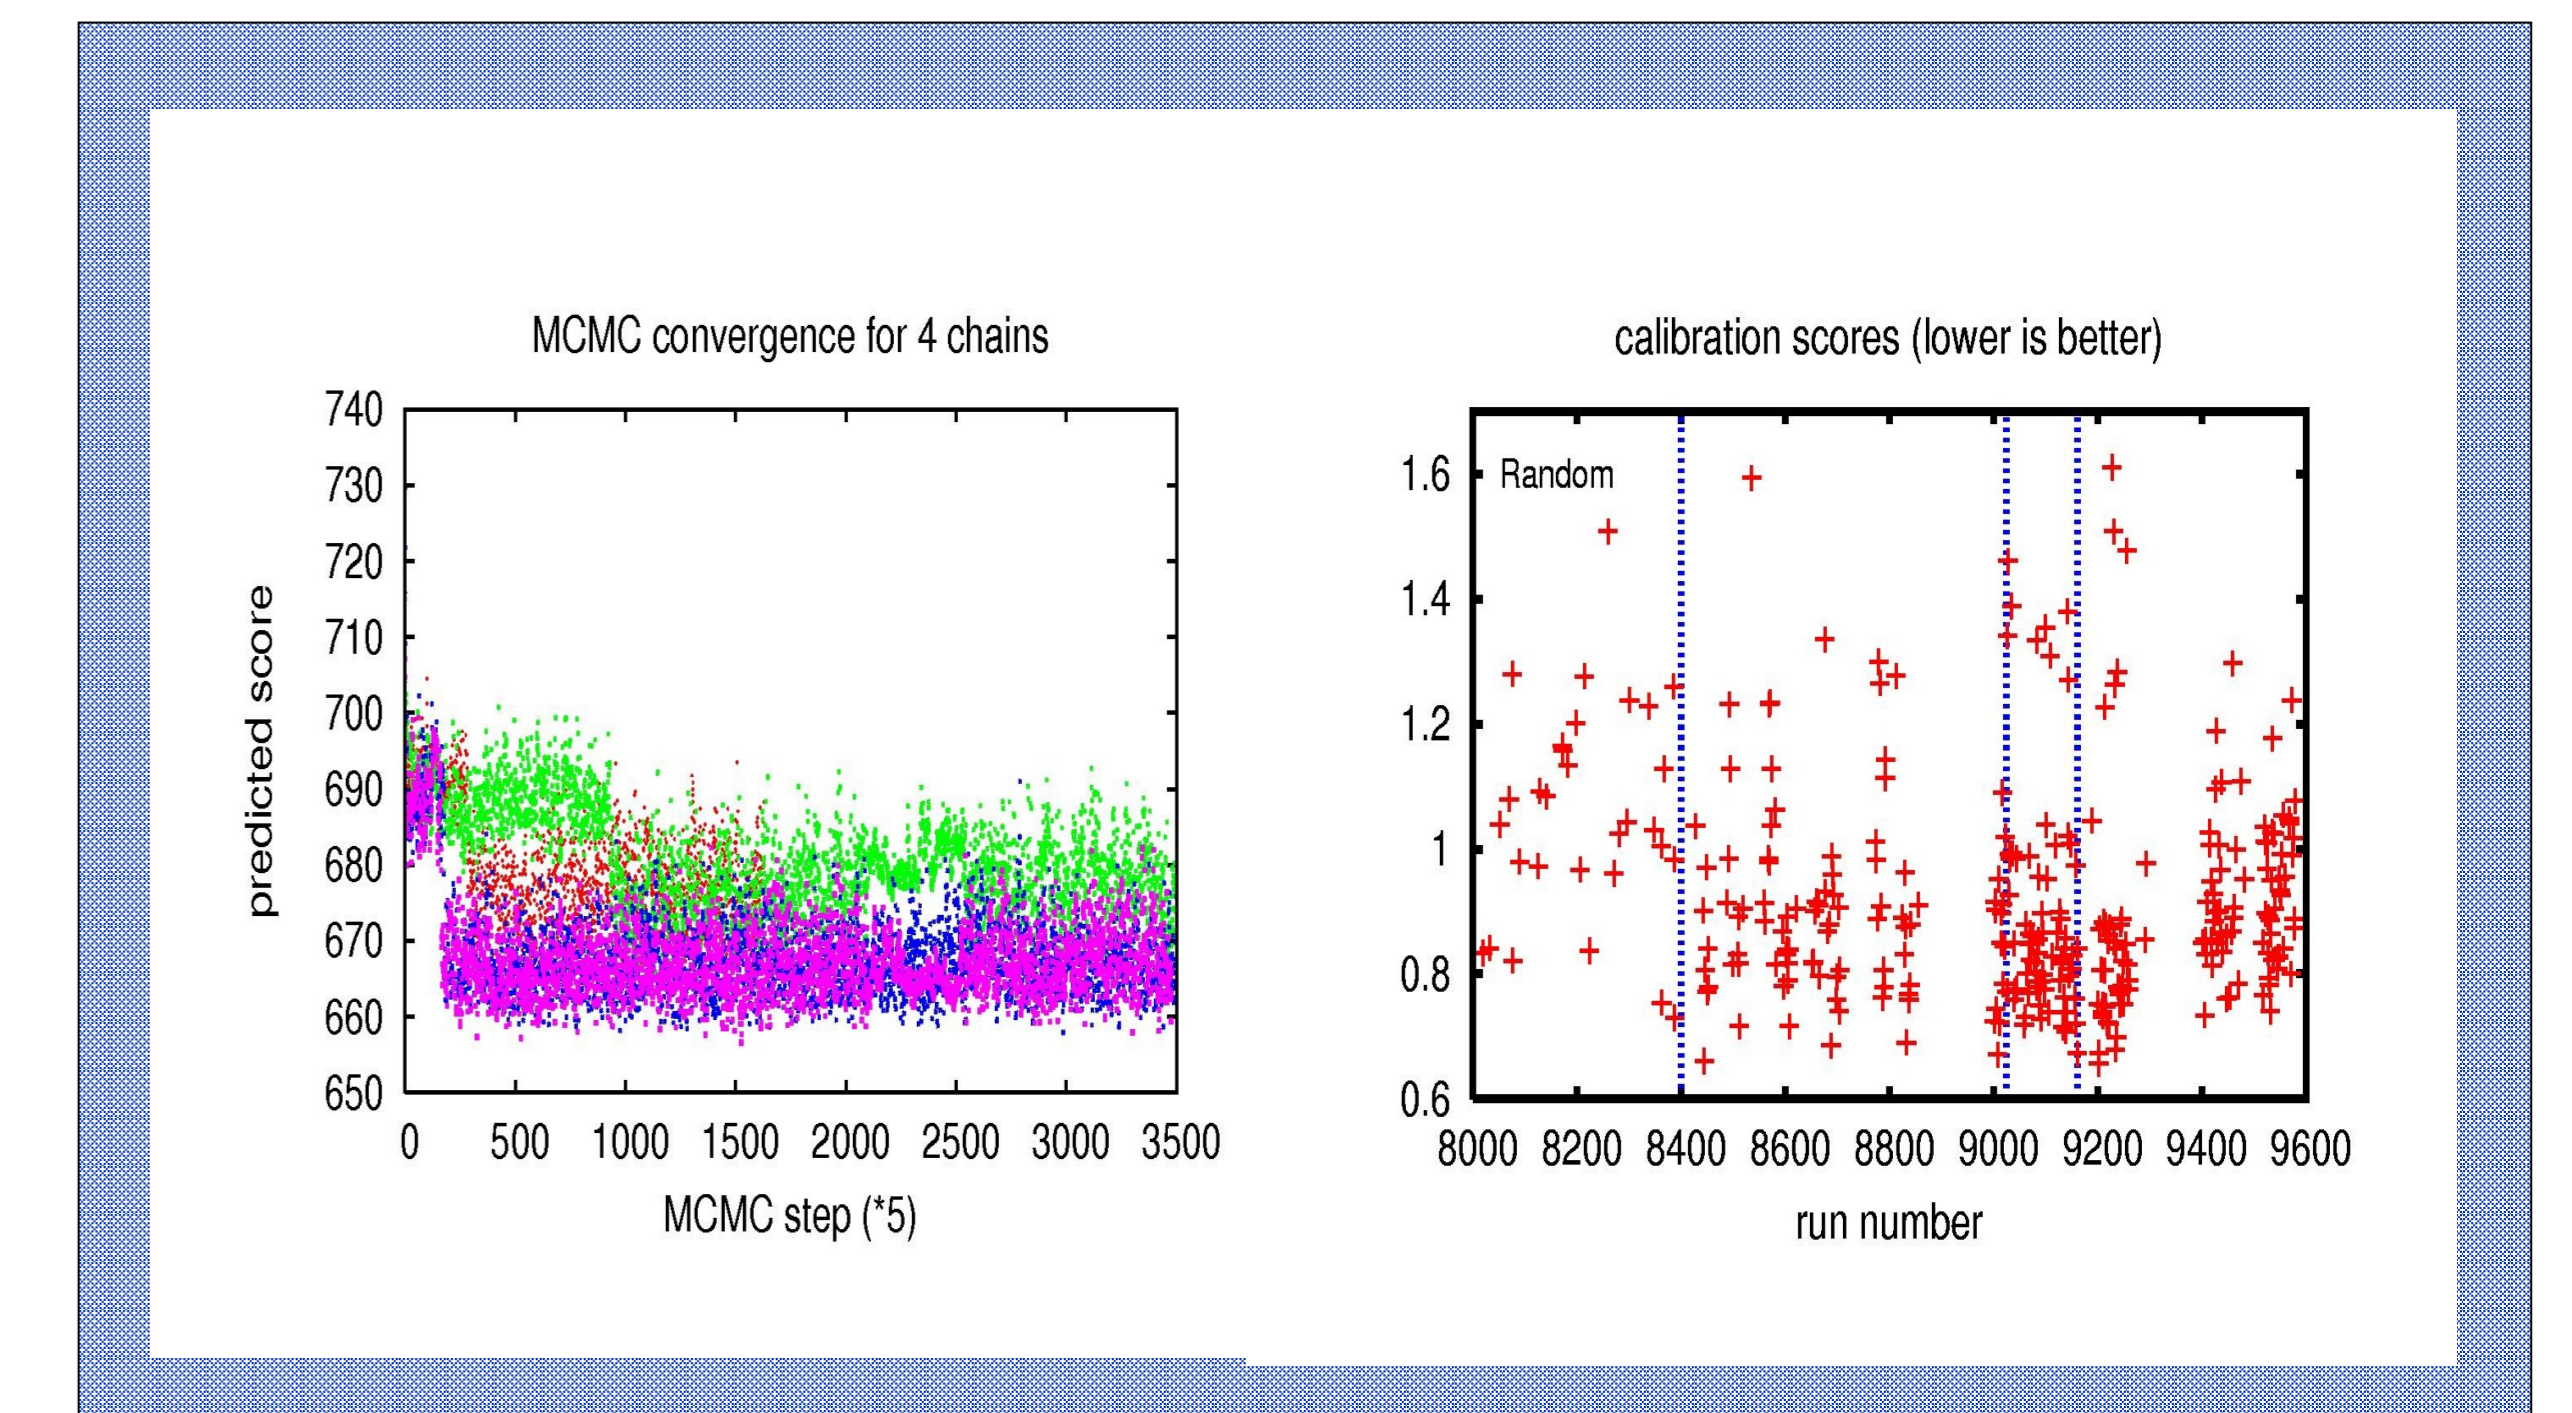 MCMC convergence for 4 chains
740
730
720
710
700
690
680
670
660
650
predicted score
0 500 1000 1500 2000 2500 3000 3500
MCMC step (*5)
calibration scores (lower is better)
Random
1.6
1.4
1.2
1
0.8
0.6
8000 8200 8400 8600 8800 9000 9200 9400 9600
run number